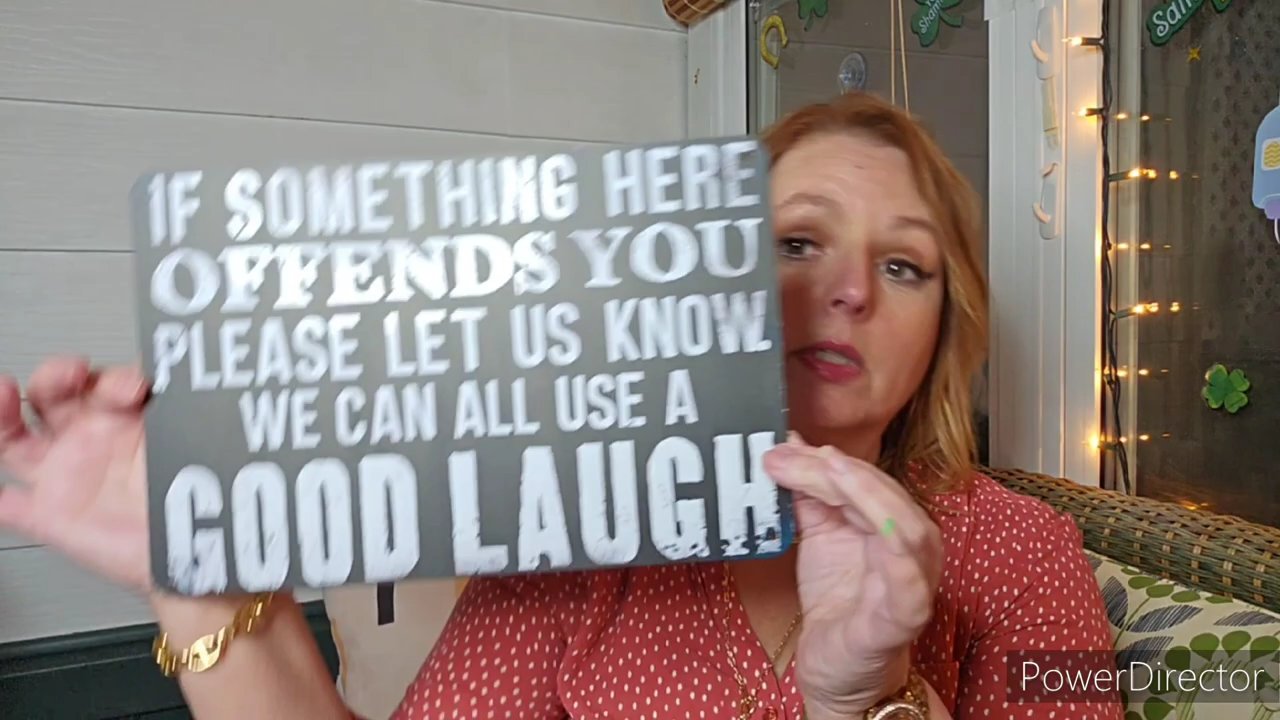 IF SOMETHING HERE
OFFENDS YOU
PLEASE LET US KNOW.
WE CAN ALL USE A
GOOD LAUGH
PowerDirector